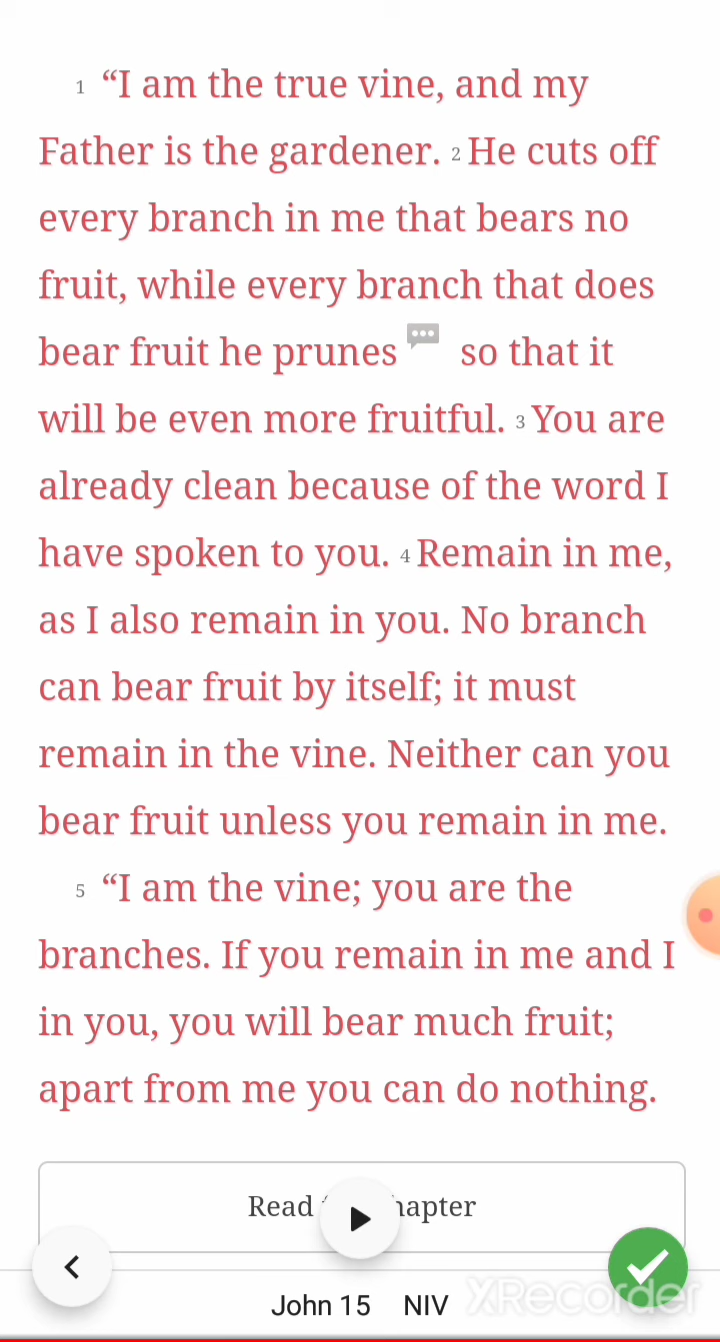 1 “I am the true vine, and my
Father is the gardener. 2 He cuts off
every branch in me that bears no
fruit, while every branch that does
bear fruit he prunes so that it
will be even more fruitful. 3 You are
already clean because of the word I
have spoken to you. 4 Remain in me,
as I also remain in you. No branch
can bear fruit by itself; it must
remain in the vine. Neither can you
bear fruit unless you remain in me.
5 “I am the vine; you are the
branches. If you remain in me and I
in you, you will bear much fruit;
apart from me you can do nothing.
Read
John 15 NIV
XRecorder